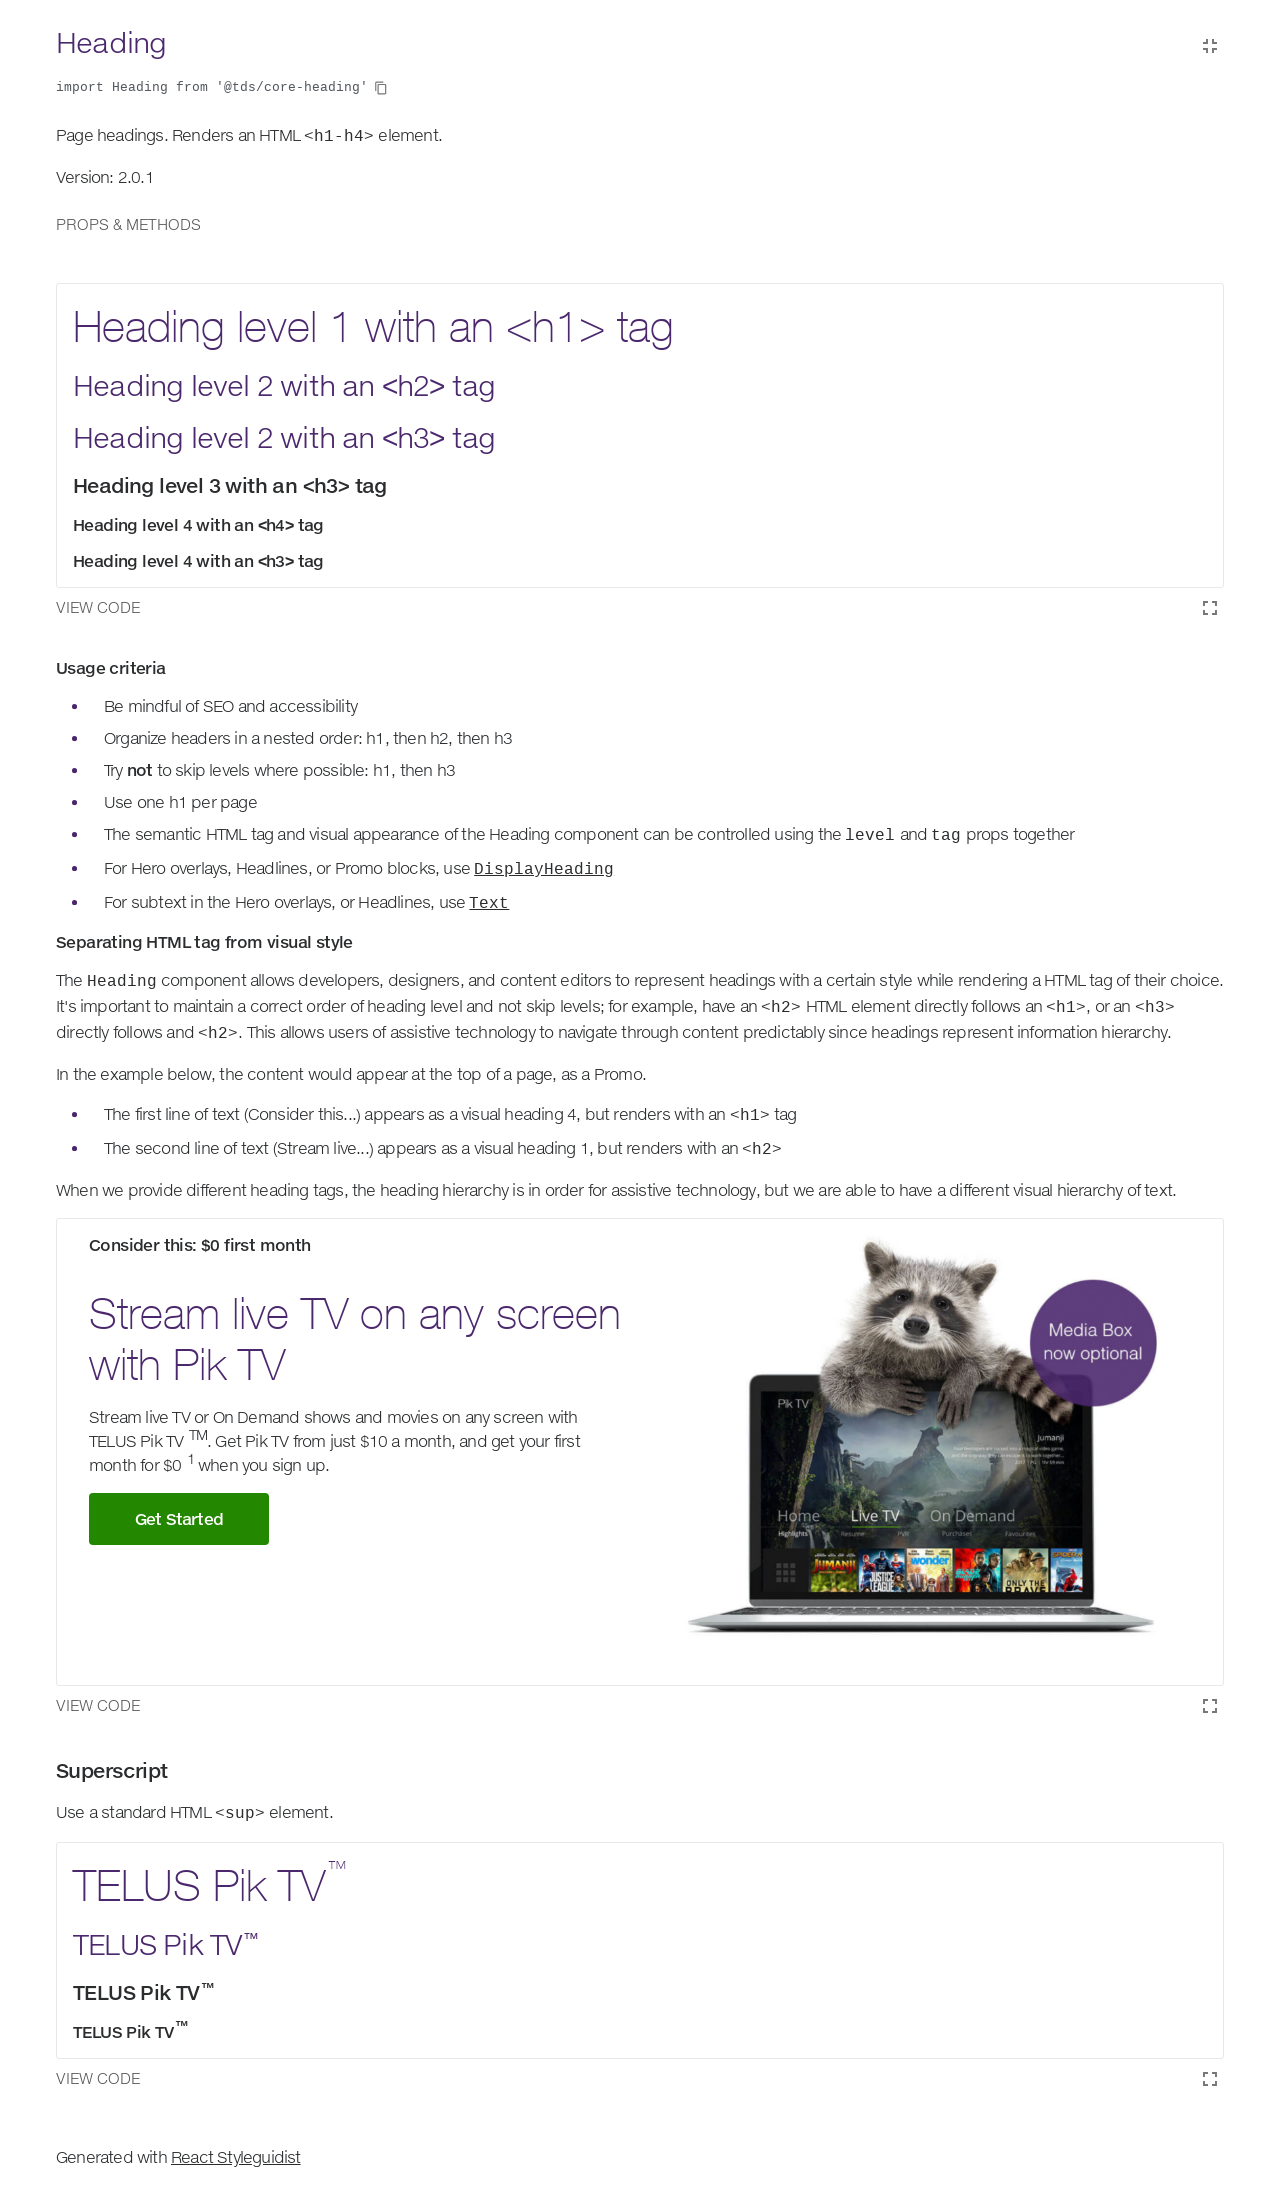 Heading
import Heading from '@tds/core-heading'
Page headings. Renders an HTML <h1-h4> element.
Version: 2.0.1
PROPS & METHODS
Heading level 1 with an <h1> tag
Heading level 2 with an <h2> tag
Heading level 2 with an <h3> tag
Heading level 3 with an <h3> tag
Heading level 4 with an <h4> tag
Heading level 4 with an <h3> tag
VIEW CODE
Usage criteria
Be mindful of SEO and accessibility
Organize headers in a nested order: h1, then h2, then h3
Try not to skip levels where possible: h1, then h3
Use one h1 per page
The semantic HTML tag and visual appearance of the Heading component can be controlled using the level and tag props together
For Hero overlays, Headlines, or Promo blocks, use DisplayHeading
For subtext in the Hero overlays, or Headlines, use Text
Separating HTML tag from visual style
The Heading component allows developers, designers, and content editors to represent headings with a certain style while rendering a HTML tag of their choice.
It's important to maintain a correct order of heading level and not skip levels; for example, have an <h2> HTML element directly follows an <h1>, or an <h3>
directly follows and <h2>. This allows users of assistive technology to navigate through content predictably since headings represent information hierarchy.
In the example below, the content would appear at the top of a page, as a Promo.
The first line of text (Consider this...) appears as a visual heading 4, but renders with an <h1> tag
The second line of text (Stream live...) appears as a visual heading 1, but renders with an <h2>
When we provide different heading tags, the heading hierarchy is in order for assistive technology, but we are able to have a different visual hierarchy of text.
Consider this: $0 first month
Stream live TV on any screen
with Pik TV
Stream live TV or On Demand shows and movies on any screen with
TELUS Pik TV TM. Get Pik TV from just $10 a month, and get your first
month for $0 1 when you sign up.
Get Started
Media Box
now optional
Pik TV
jumanji
Home Live TV On Demand
Highlights Resume PVR Purchases Favourites
JUMANJI JUSTICE LEAGUE wonder ONLY THE BRAVE
VIEW CODE
Superscript
Use a standard HTML <sup> element.
TELUS Pik TV™
TELUS Pik TV™
TELUS Pik TV™
TELUS Pik TV™
VIEW CODE
Generated with React Styleguidist